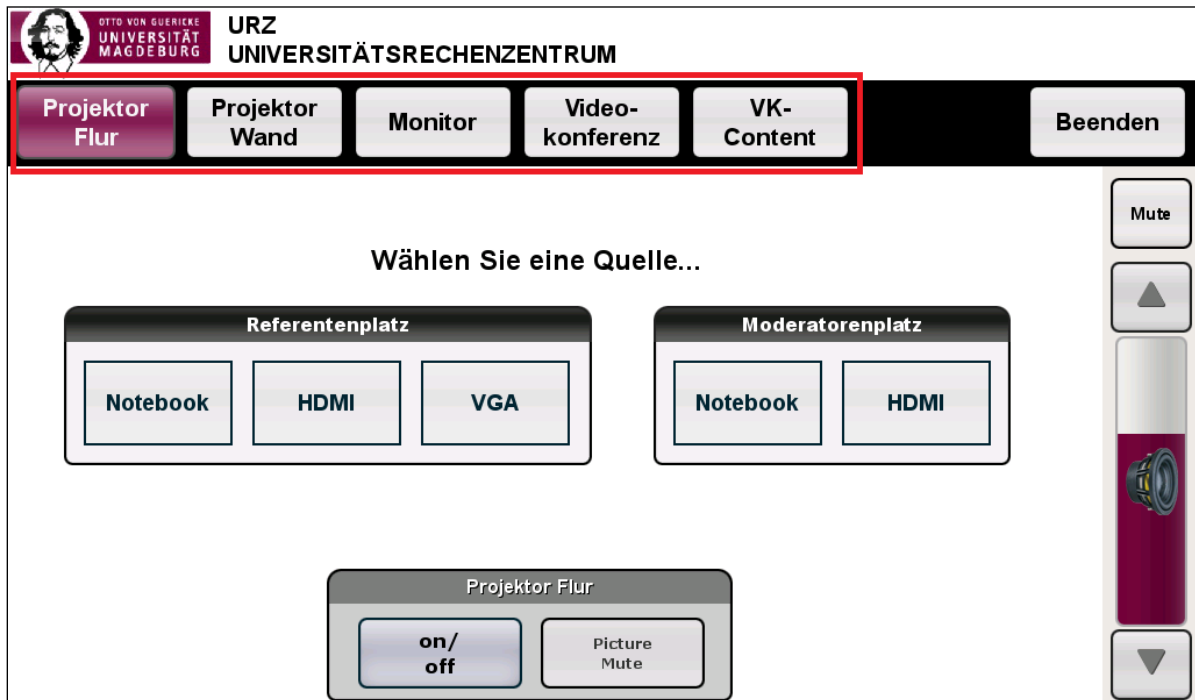 OTTO VON GUERICKE
UNIVERSITÄT
MAGDEBURG
URZ
UNIVERSITÄTSRECHENZENTRUM
Projektor
Flur
Projektor
Wand
Monitor
Video-
konferenz
VK-
Content
Beenden
Mute
Wählen Sie eine Quelle...
Referentenplatz
Notebook
HDMI
VGA
Moderatorenplatz
Notebook
HDMI
Projektor Flur
on/
off
Picture
Mute